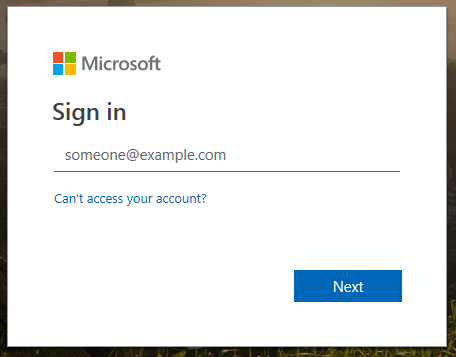 Microsoft
Sign in
someone@example.com
Can't access your account?
Next